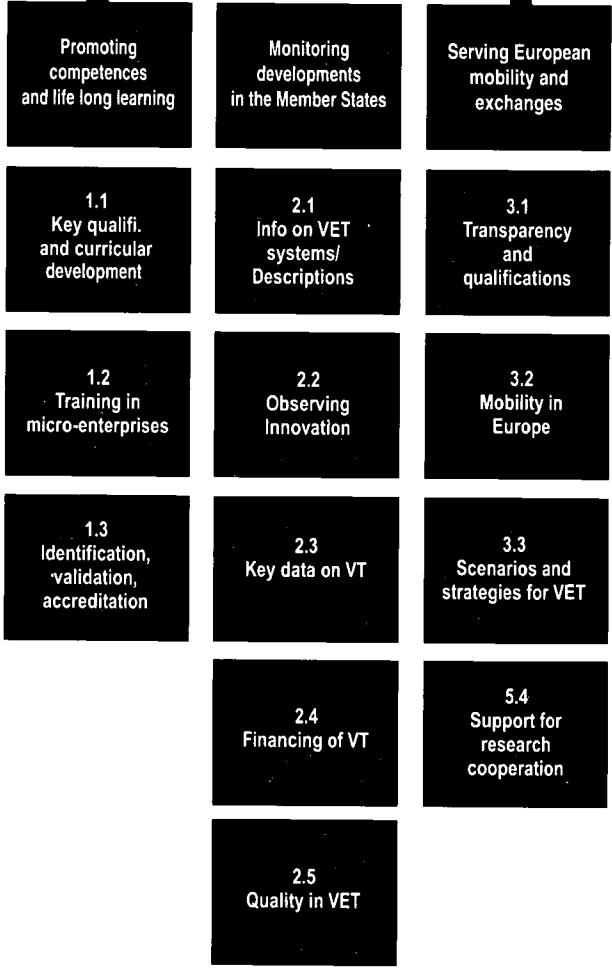 Promoting
competences
and life long learning
1.1
Key qualifi.
and curricular
development
1.2
Training in
micro-enterprises
1.3
Identification,
validation,
accreditation
Monitoring
developments
in the Member States
2.1
Info on VET
systems/
Descriptions
2.2
Observing
Innovation
2.3
Key data on VT
2.4
Financing of VT
2.5
Quality in VET
Serving European
mobility and
exchanges
3.1
Transparency
and
qualifications
3.2
Mobility in
Europe
3.3
Scenarios and
strategies for VET
5.4
Support for
research
cooperation